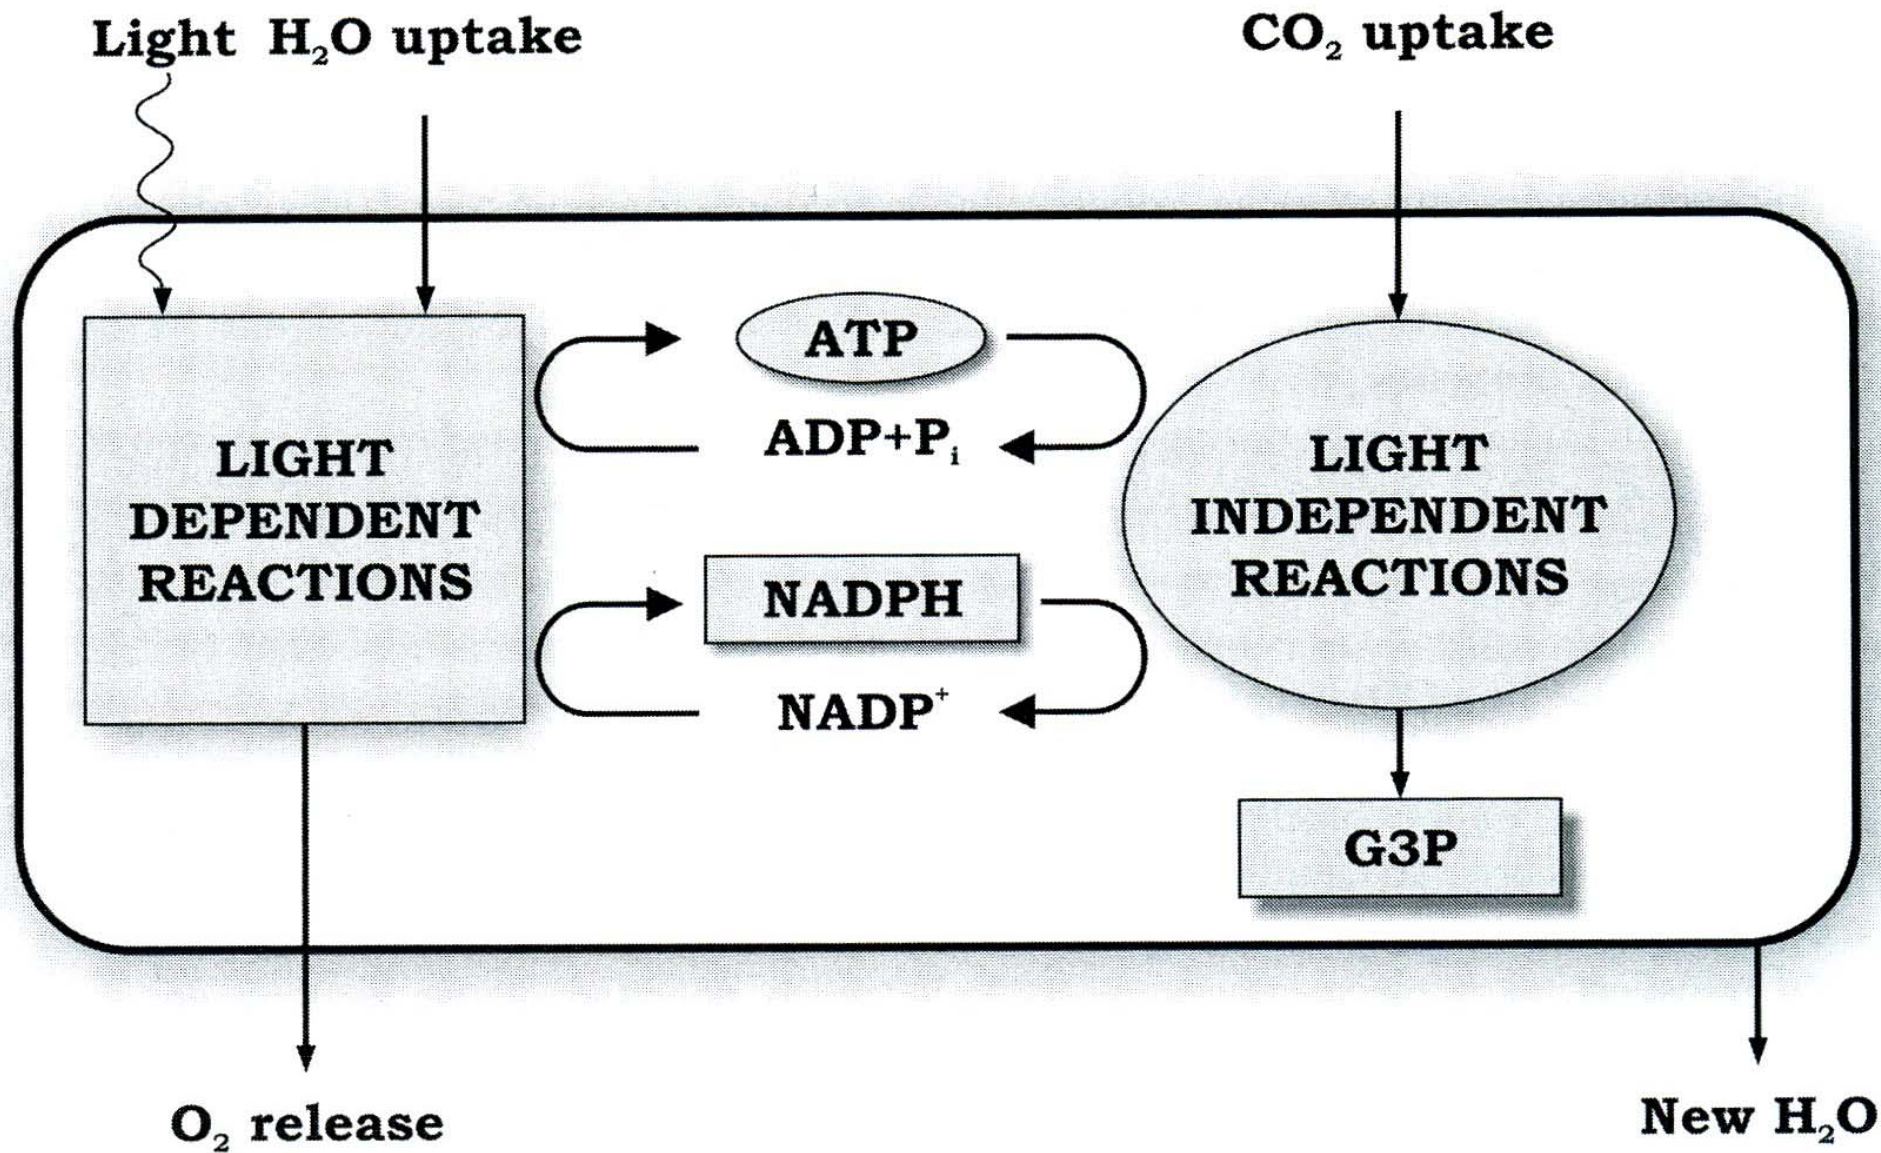 Light H₂O uptake
CO₂ uptake
ATP
ADP+Pᵢ
LIGHT
DEPENDENT
REACTIONS
LIGHT
INDEPENDENT
REACTIONS
NADPH
NADP⁺
G3P
O₂ release
New H₂O